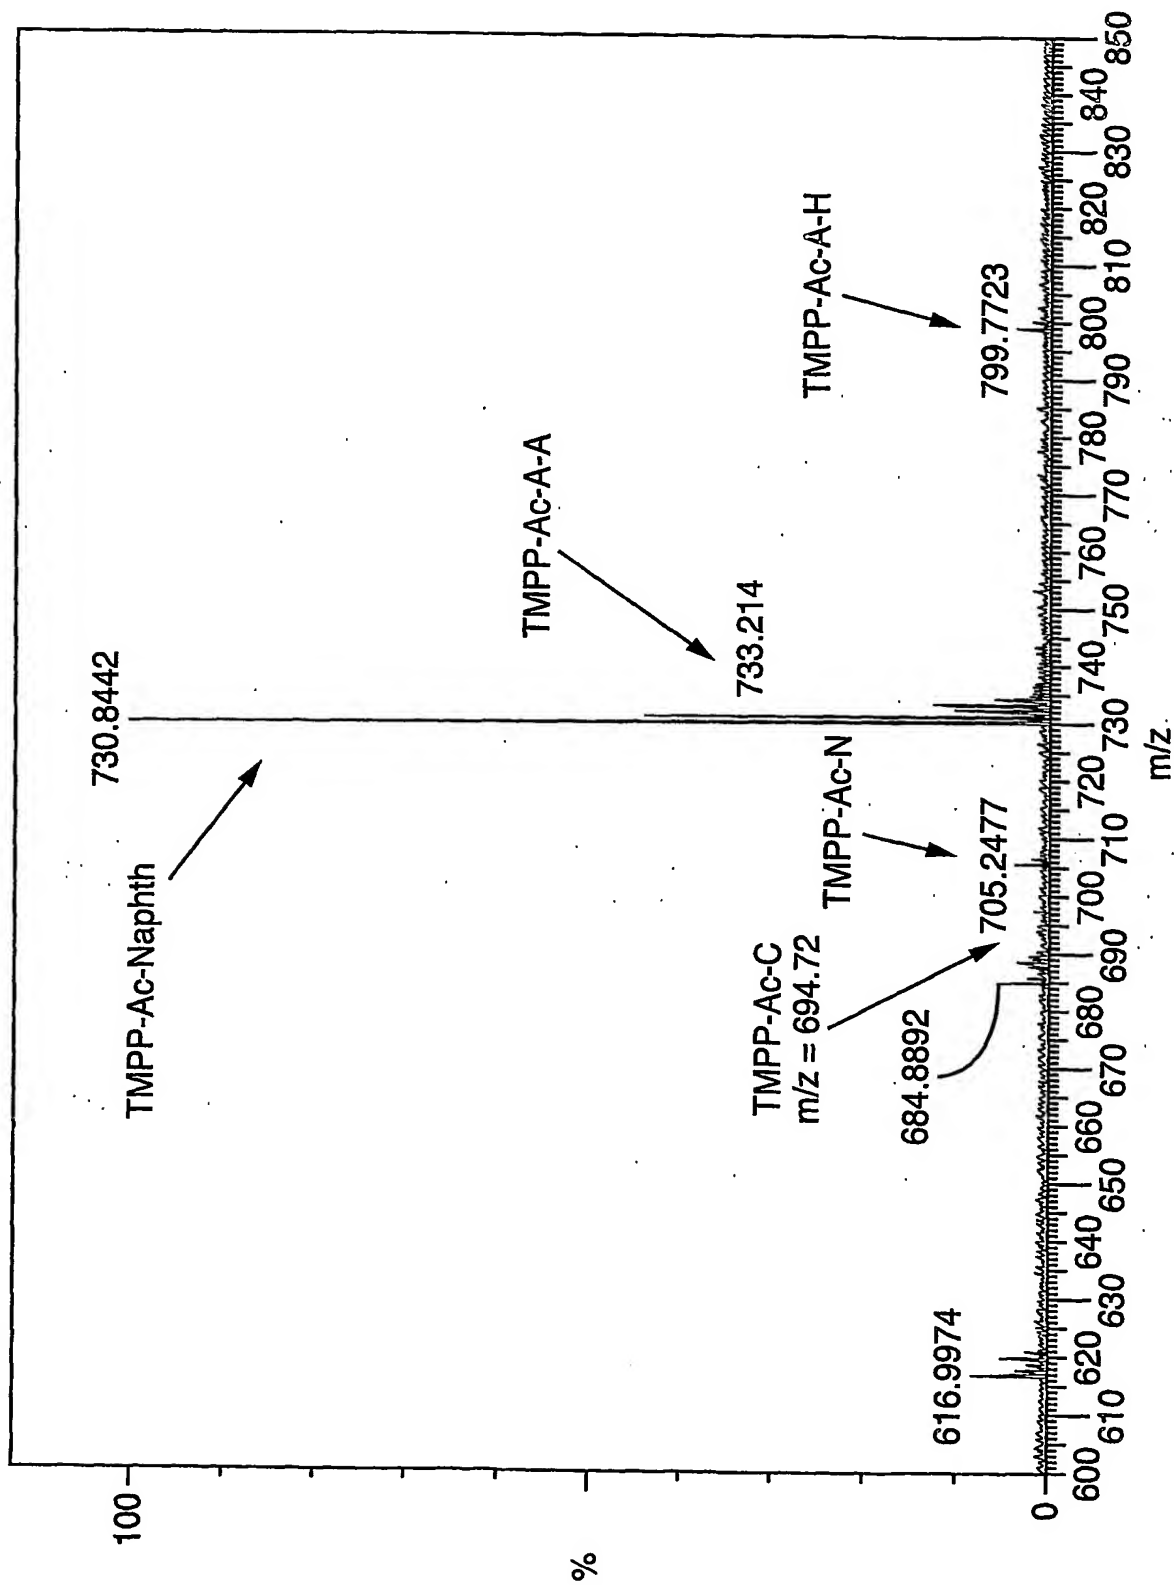 100
%
0
730.8442
TMPP-Ac-Naphth
TMPP-Ac-A-A
733.214
TMPP-Ac-A-H
799.7723
TMPP-Ac-N
705.2477
TMPP-Ac-C
m/z = 694.72
684.8892
616.9974
600 610 620 630 640 650 660 670 680 690 700 710 720 730 740 750 760 770 780 790 800 810 820 830 840 850
m/z